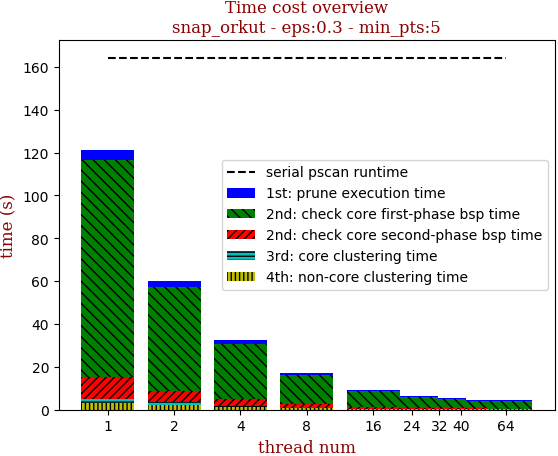 Time cost overview
snap_orkut - eps:0.3 - min_pts:5
160
140
120
100
80
60
40
20
0
time (s)
serial pscan runtime
1st: prune execution time
2nd: check core first-phase bsp time
2nd: check core second-phase bsp time
3rd: core clustering time
4th: non-core clustering time
1 2 4 8 16 24 32 40 64
thread num